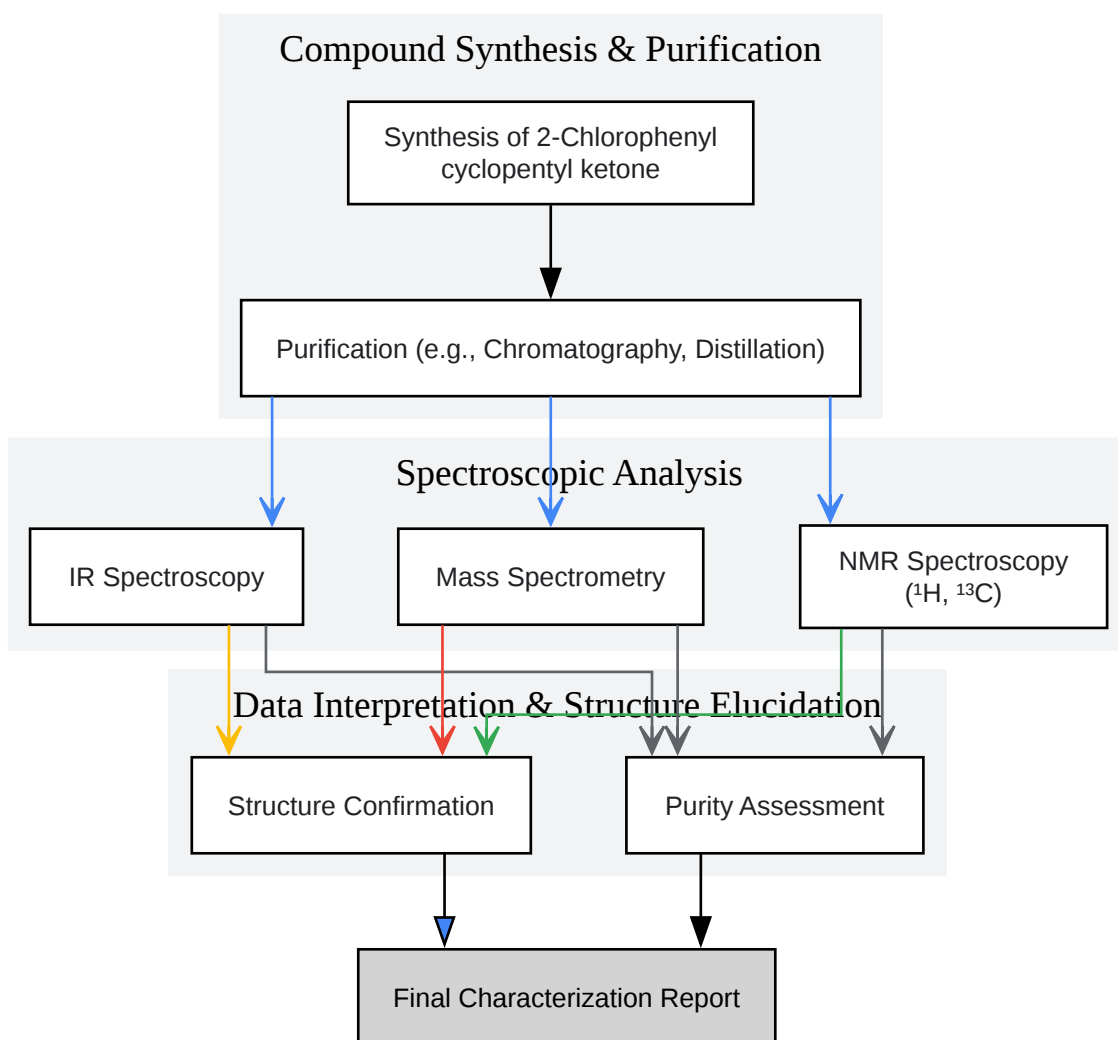 Compound Synthesis & Purification
Synthesis of 2-Chlorophenyl
cyclopentyl ketone
Purification (e.g., Chromatography, Distillation)
Spectroscopic Analysis
IR Spectroscopy
Mass Spectrometry
NMR Spectroscopy
(¹H, ¹³C)
Data Interpretation & Structure Elucidation
Structure Confirmation
Purity Assessment
Final Characterization Report